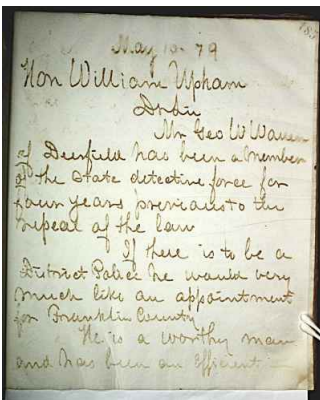 May 10. 79
Hon William Upham
Dr Sir
Mr Geo W Warren
of Deerfield has been a member
of the State detective force for
four years previous to the
repeal of the law
If there is to be a
District Police he would very
much like an appointment
for Franklin County
He is a worthy man
and has been an Efficient